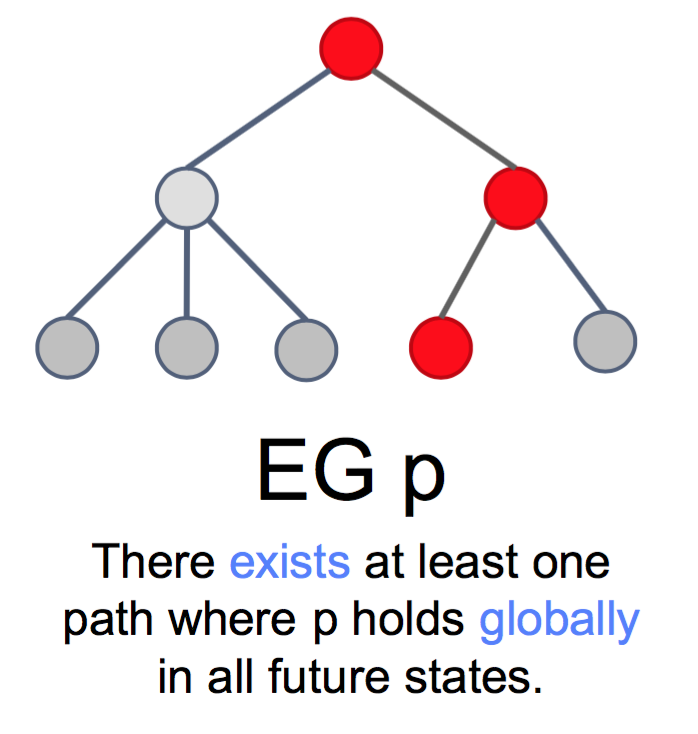 EG p
There exists at least one
path where p holds globally
in all future states.